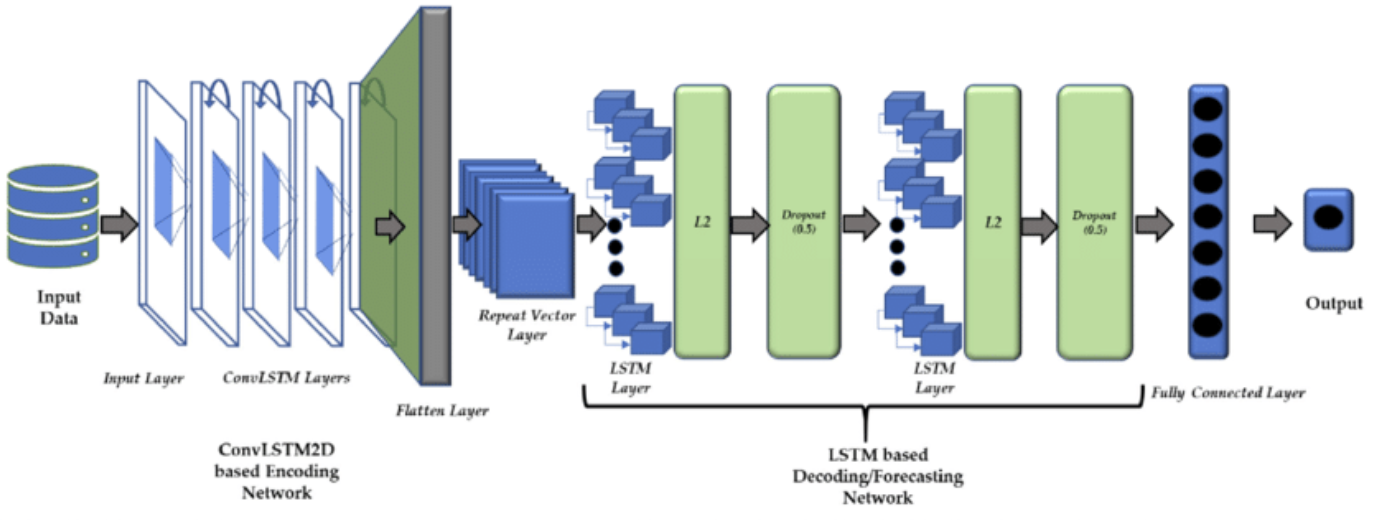 Input
Data
Input Layer
ConvLSTM Layers
Flatten Layer
ConvLSTM2D
based Encoding
Network
Repeat Vector
Layer
LSTM
Layer
L2
Dropout
(0.5)
LSTM
Layer
L2
Dropout
(0.5)
LSTM based
Decoding/Forecasting
Network
Fully Connected Layer
Output